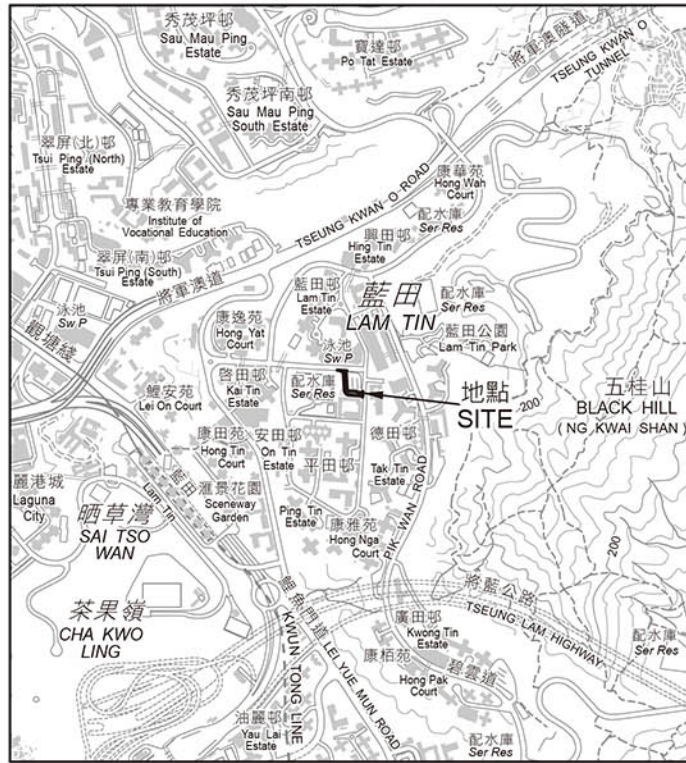 秀茂坪邨
Sau Mau Ping
Estate
寶達邨
Po Tat Estate
將軍澳隧道
TSEUNG KWAN O
TUNNEL
秀茂坪南邨
Sau Mau Ping
South Estate
翠屏(北)邨
Tsui Ping (North)
Estate
專業教育學院
Institute of
Vocational Education
TSEUNG KWAN O ROAD
將軍澳道
康華苑
Hong Wah
Court
配水庫
Ser Res
興田邨
Hing Tin
Estate
翠屏(南)邨
Tsui Ping (South)
Estate
泳池
Sw P
觀塘綫
康逸苑
Hong Yat
Court
藍田邨
Lam Tin
Estate
藍田
LAM TIN
配水庫
Ser Res
藍田公園
Lam Tin Park
泳池
Sw P
鯉安苑
Lei On Court
啓田邨
Kai Tin
Estate
配水庫
Ser Res
地點
SITE
200
五桂山
BLACK HILL
( NG KWAI SHAN )
麗港城
Laguna
City
藍田
Lam Tin
康田苑
Hong Tin
Court
安田邨
On Tin
Estate
平田邨
Ping Tin
Estate
德田邨
Tak Tin
Estate
PIK WAN ROAD
匯景花園
Sceneway
Garden
康雅苑
Hong Nga
Court
晒草灣
SAI TSO
WAN
200
茶果嶺
CHA KWO
LING
鯉魚門道
LEI YUE MUN ROAD
KWUN TONG LINE
將藍公路
TSEUNG LAM HIGHWAY
廣田邨
Kwong Tin
Estate
康栢苑
Hong Pak
Court
碧雲道
配水庫
Ser Res
油麗邨
Yau Lai
Estate
配水庫
Ser Res